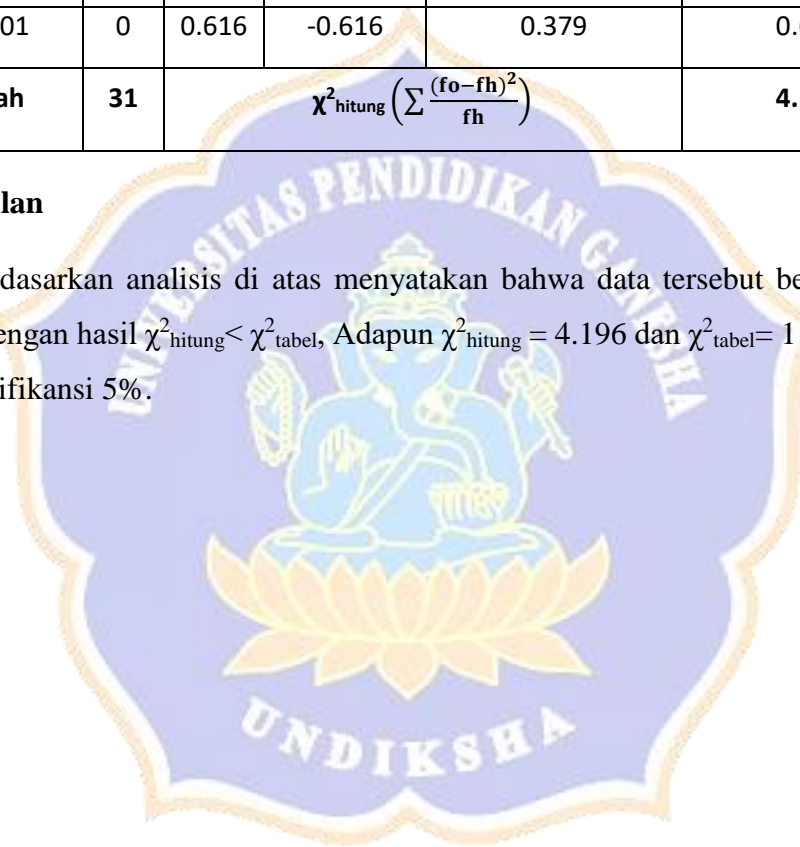 01 0 0.616 -0.616 0.379 0.
ah 31 χ²hitung (∑ (fo−fh)²/fh) 4.
lan
dasarkan analisis di atas menyatakan bahwa data tersebut be
engan hasil χ²hitung< χ²tabel, Adapun χ²hitung = 4.196 dan χ²tabel= 1
ifikansi 5%.
UNIVERSITAS PENDIDIKAN GANESHA
UNDIKSHA